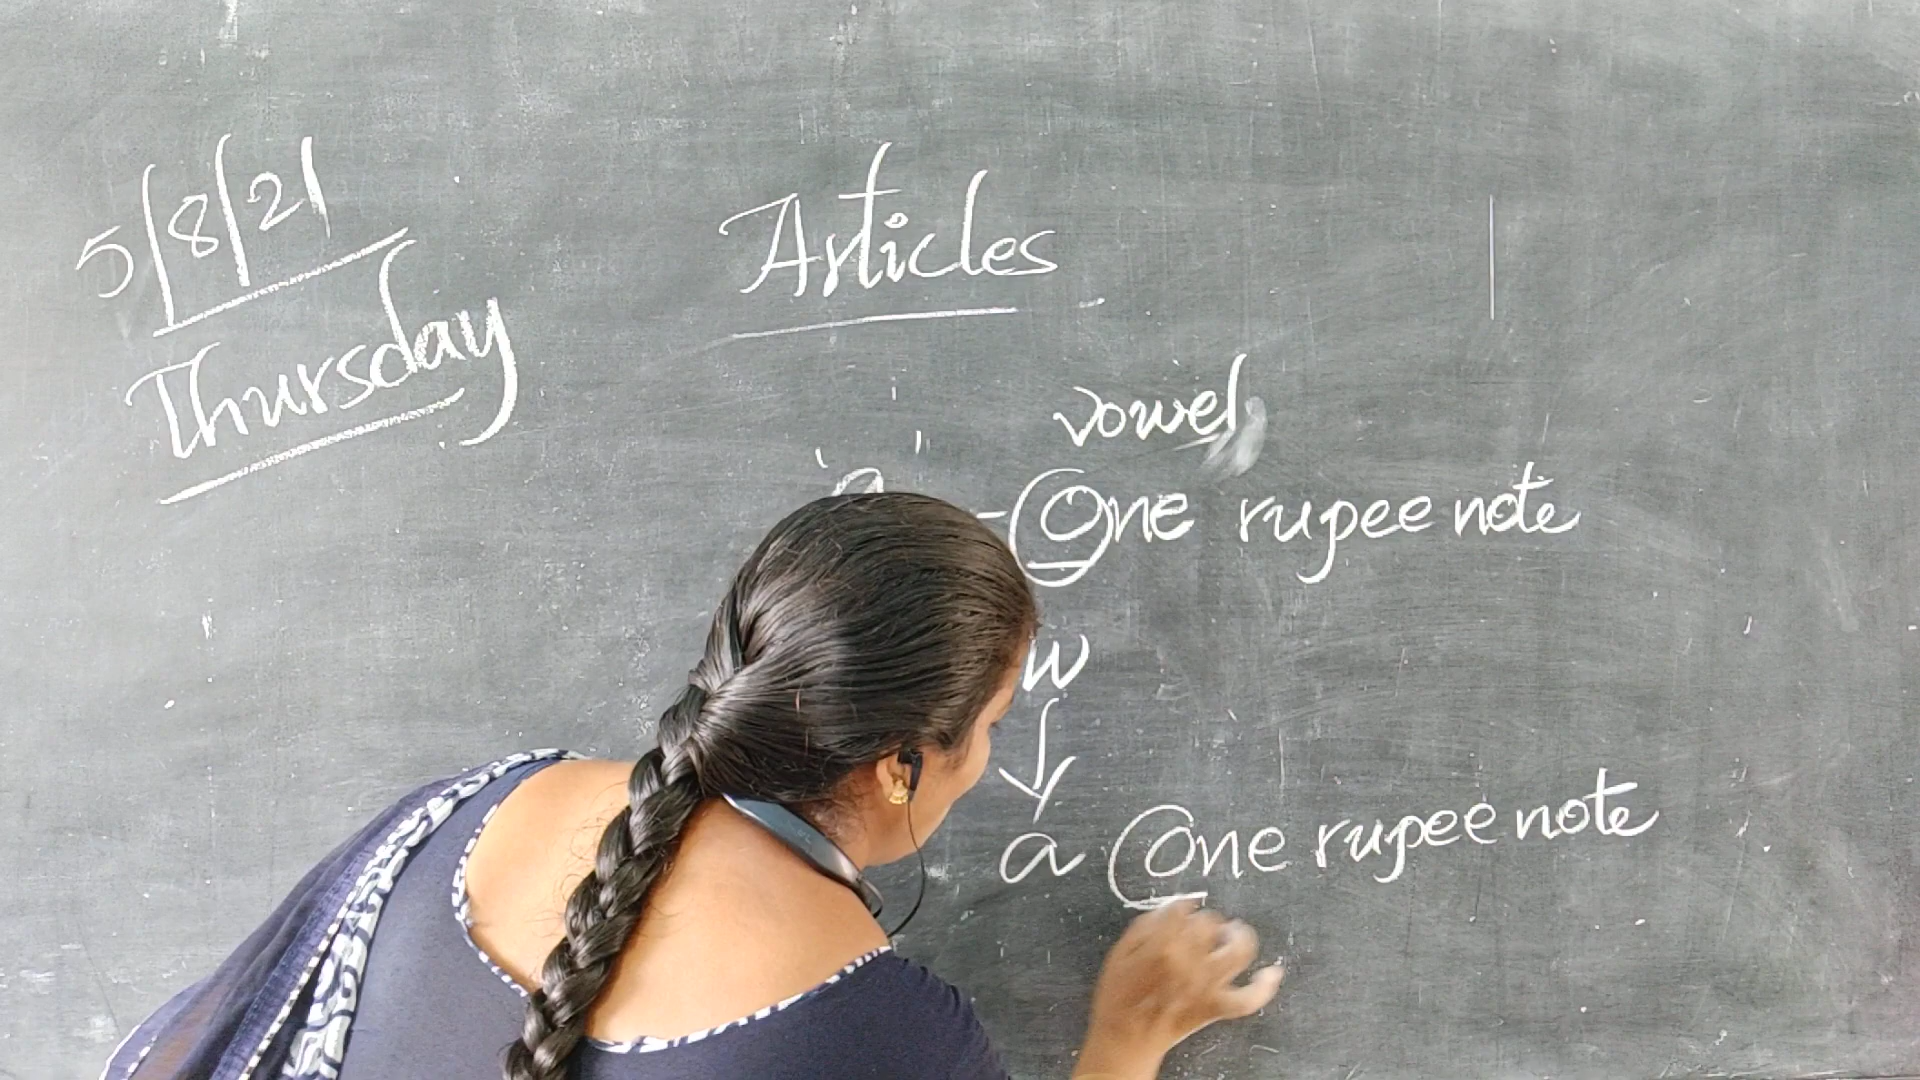 5/8/21
Thursday
Articles
vowel
'a' - One rupee note
w
a One rupee note